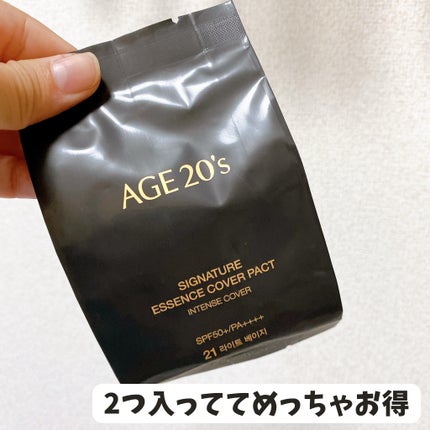 AGE 20's
SIGNATURE
ESSENCE COVER PACT
INTENSE COVER
SPF50+/PA++++
21 라이트 베이지
2つ入っててめっちゃお得